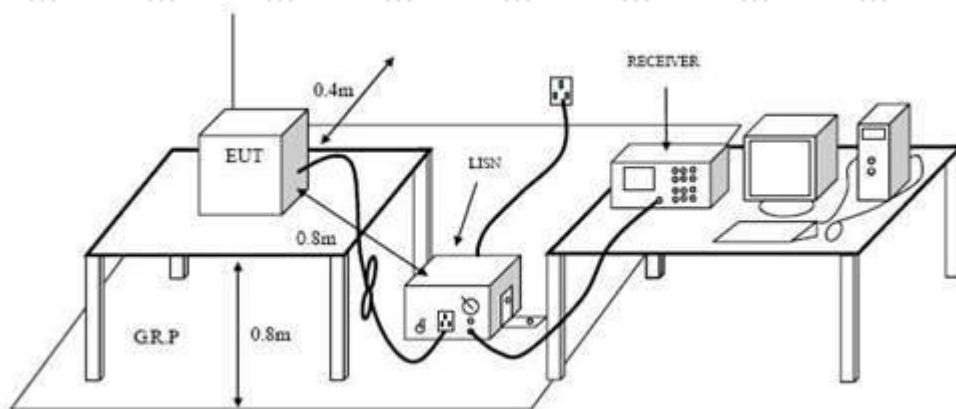 0.4m
RECEIVER
EUT
LISN
0.8m
G.R.P
0.8m